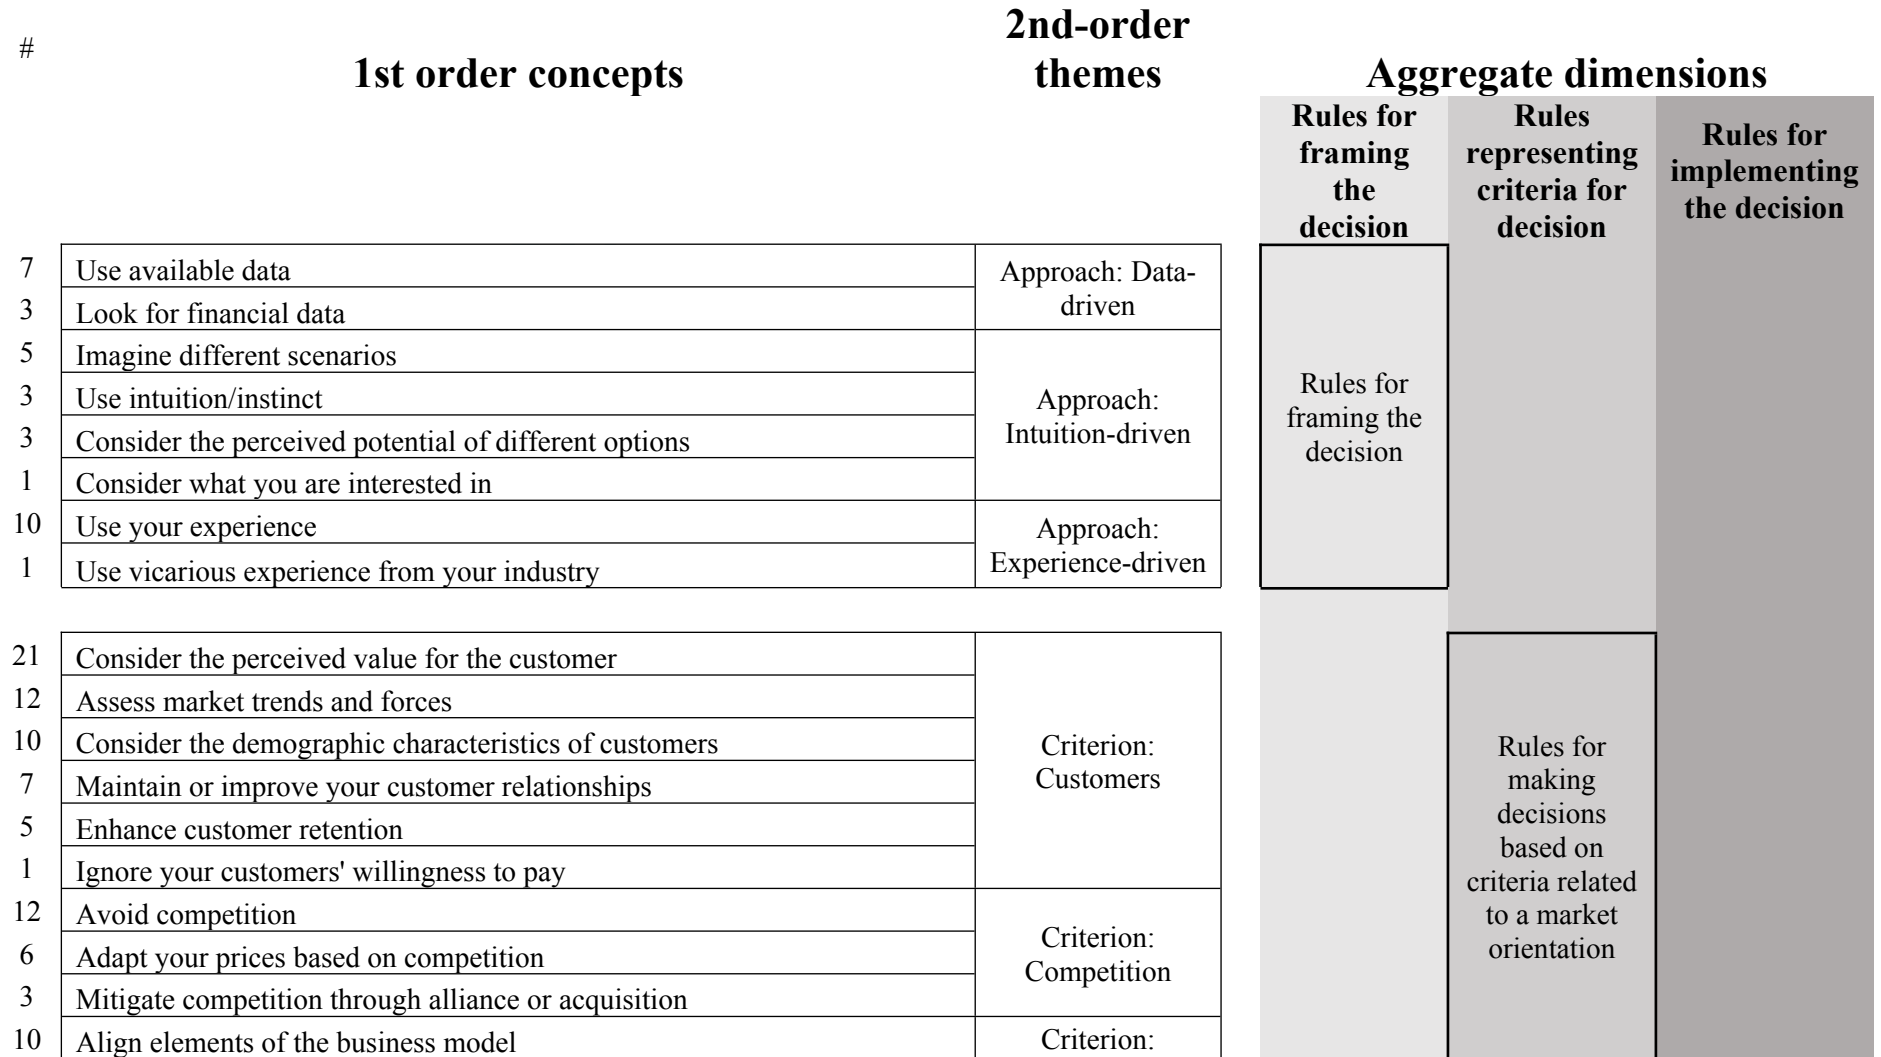 #
1st order concepts
2nd-order
themes
Aggregate dimensions
Rules for
framing
the
decision
Rules
representing
criteria for
decision
Rules for
implementing
the decision
7 Use available data
3 Look for financial data
Approach: Data-
driven
5 Imagine different scenarios
3 Use intuition/instinct
3 Consider the perceived potential of different options
1 Consider what you are interested in
Approach:
Intuition-driven
10 Use your experience
1 Use vicarious experience from your industry
Approach:
Experience-driven
Rules for
framing the
decision
21 Consider the perceived value for the customer
12 Assess market trends and forces
10 Consider the demographic characteristics of customers
7 Maintain or improve your customer relationships
5 Enhance customer retention
1 Ignore your customers' willingness to pay
Criterion:
Customers
12 Avoid competition
6 Adapt your prices based on competition
3 Mitigate competition through alliance or acquisition
Criterion:
Competition
10 Align elements of the business model
Criterion:
Rules for
making
decisions
based on
criteria related
to a market
orientation